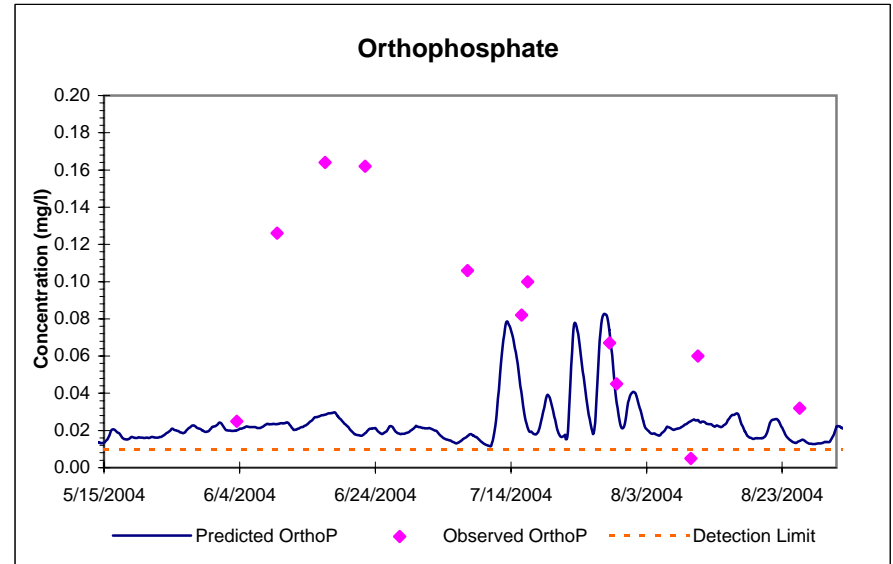 Orthophosphate
Concentration (mg/l)
0.20
0.18
0.16
0.14
0.12
0.10
0.08
0.06
0.04
0.02
0.00
5/15/2004 6/4/2004 6/24/2004 7/14/2004 8/3/2004 8/23/2004
Predicted OrthoP Observed OrthoP Detection Limit